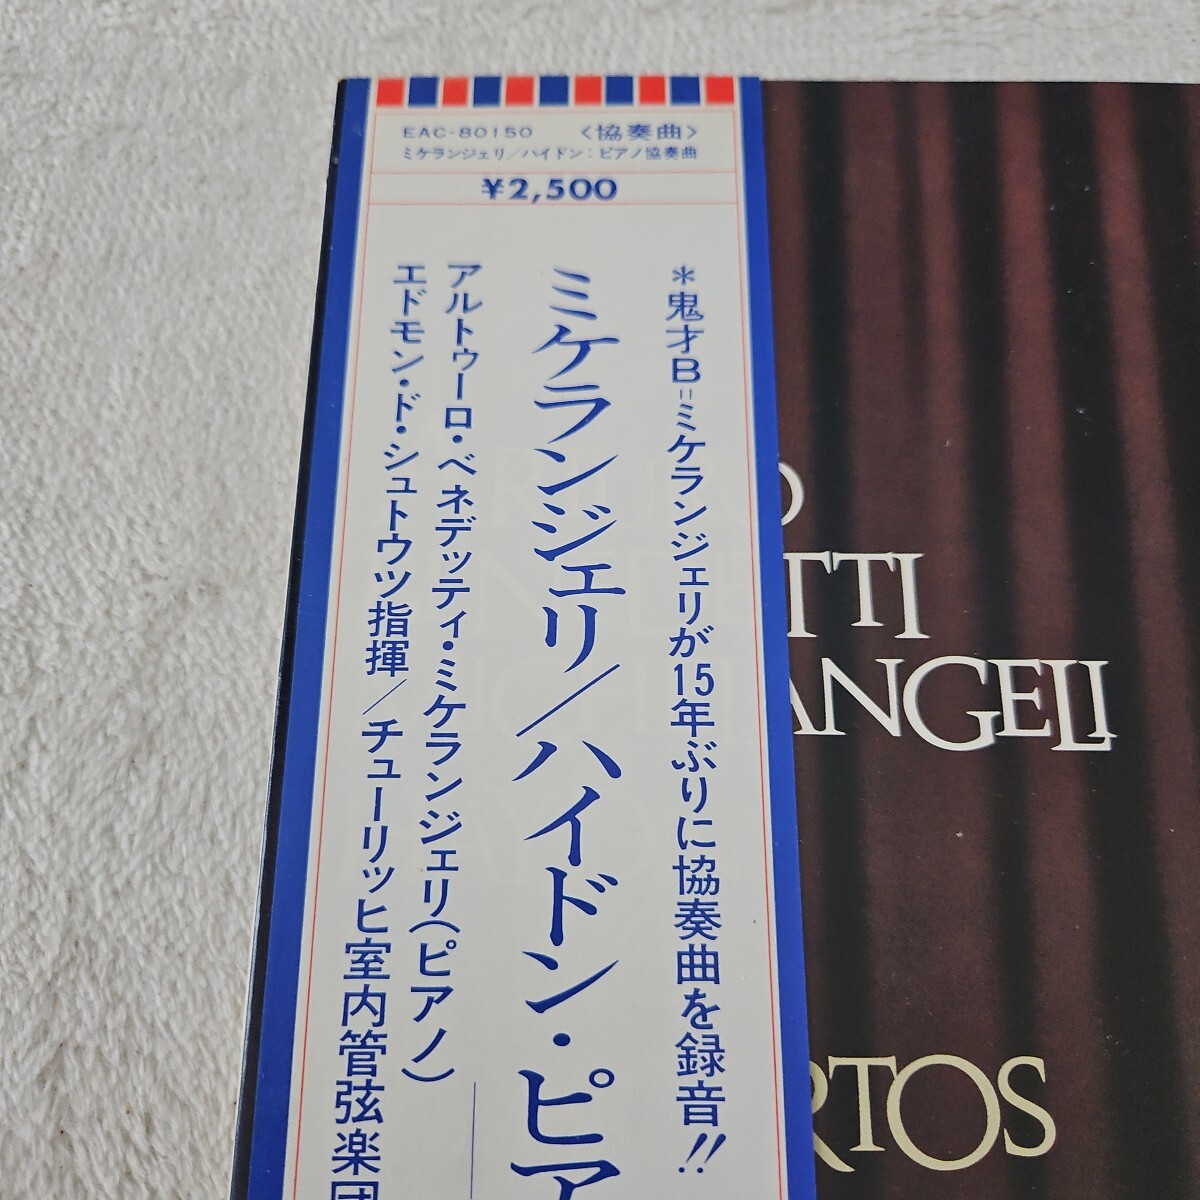 EAC-80150 〈協奏曲〉
ミケランジェリ/ハイドン:ピアノ協奏曲
¥2,500
*鬼才B=ミケランジェリが15年ぶりに協奏曲を録音!!
ミケランジェリ/ハイドン・ピア
アルトゥーロ・ベネデッティ・ミケランジェリ(ピアノ)
エドモン・ド・シュトウツ指揮/チューリッヒ室内管弦楽団
O
TTI
ANGELI
RTOS